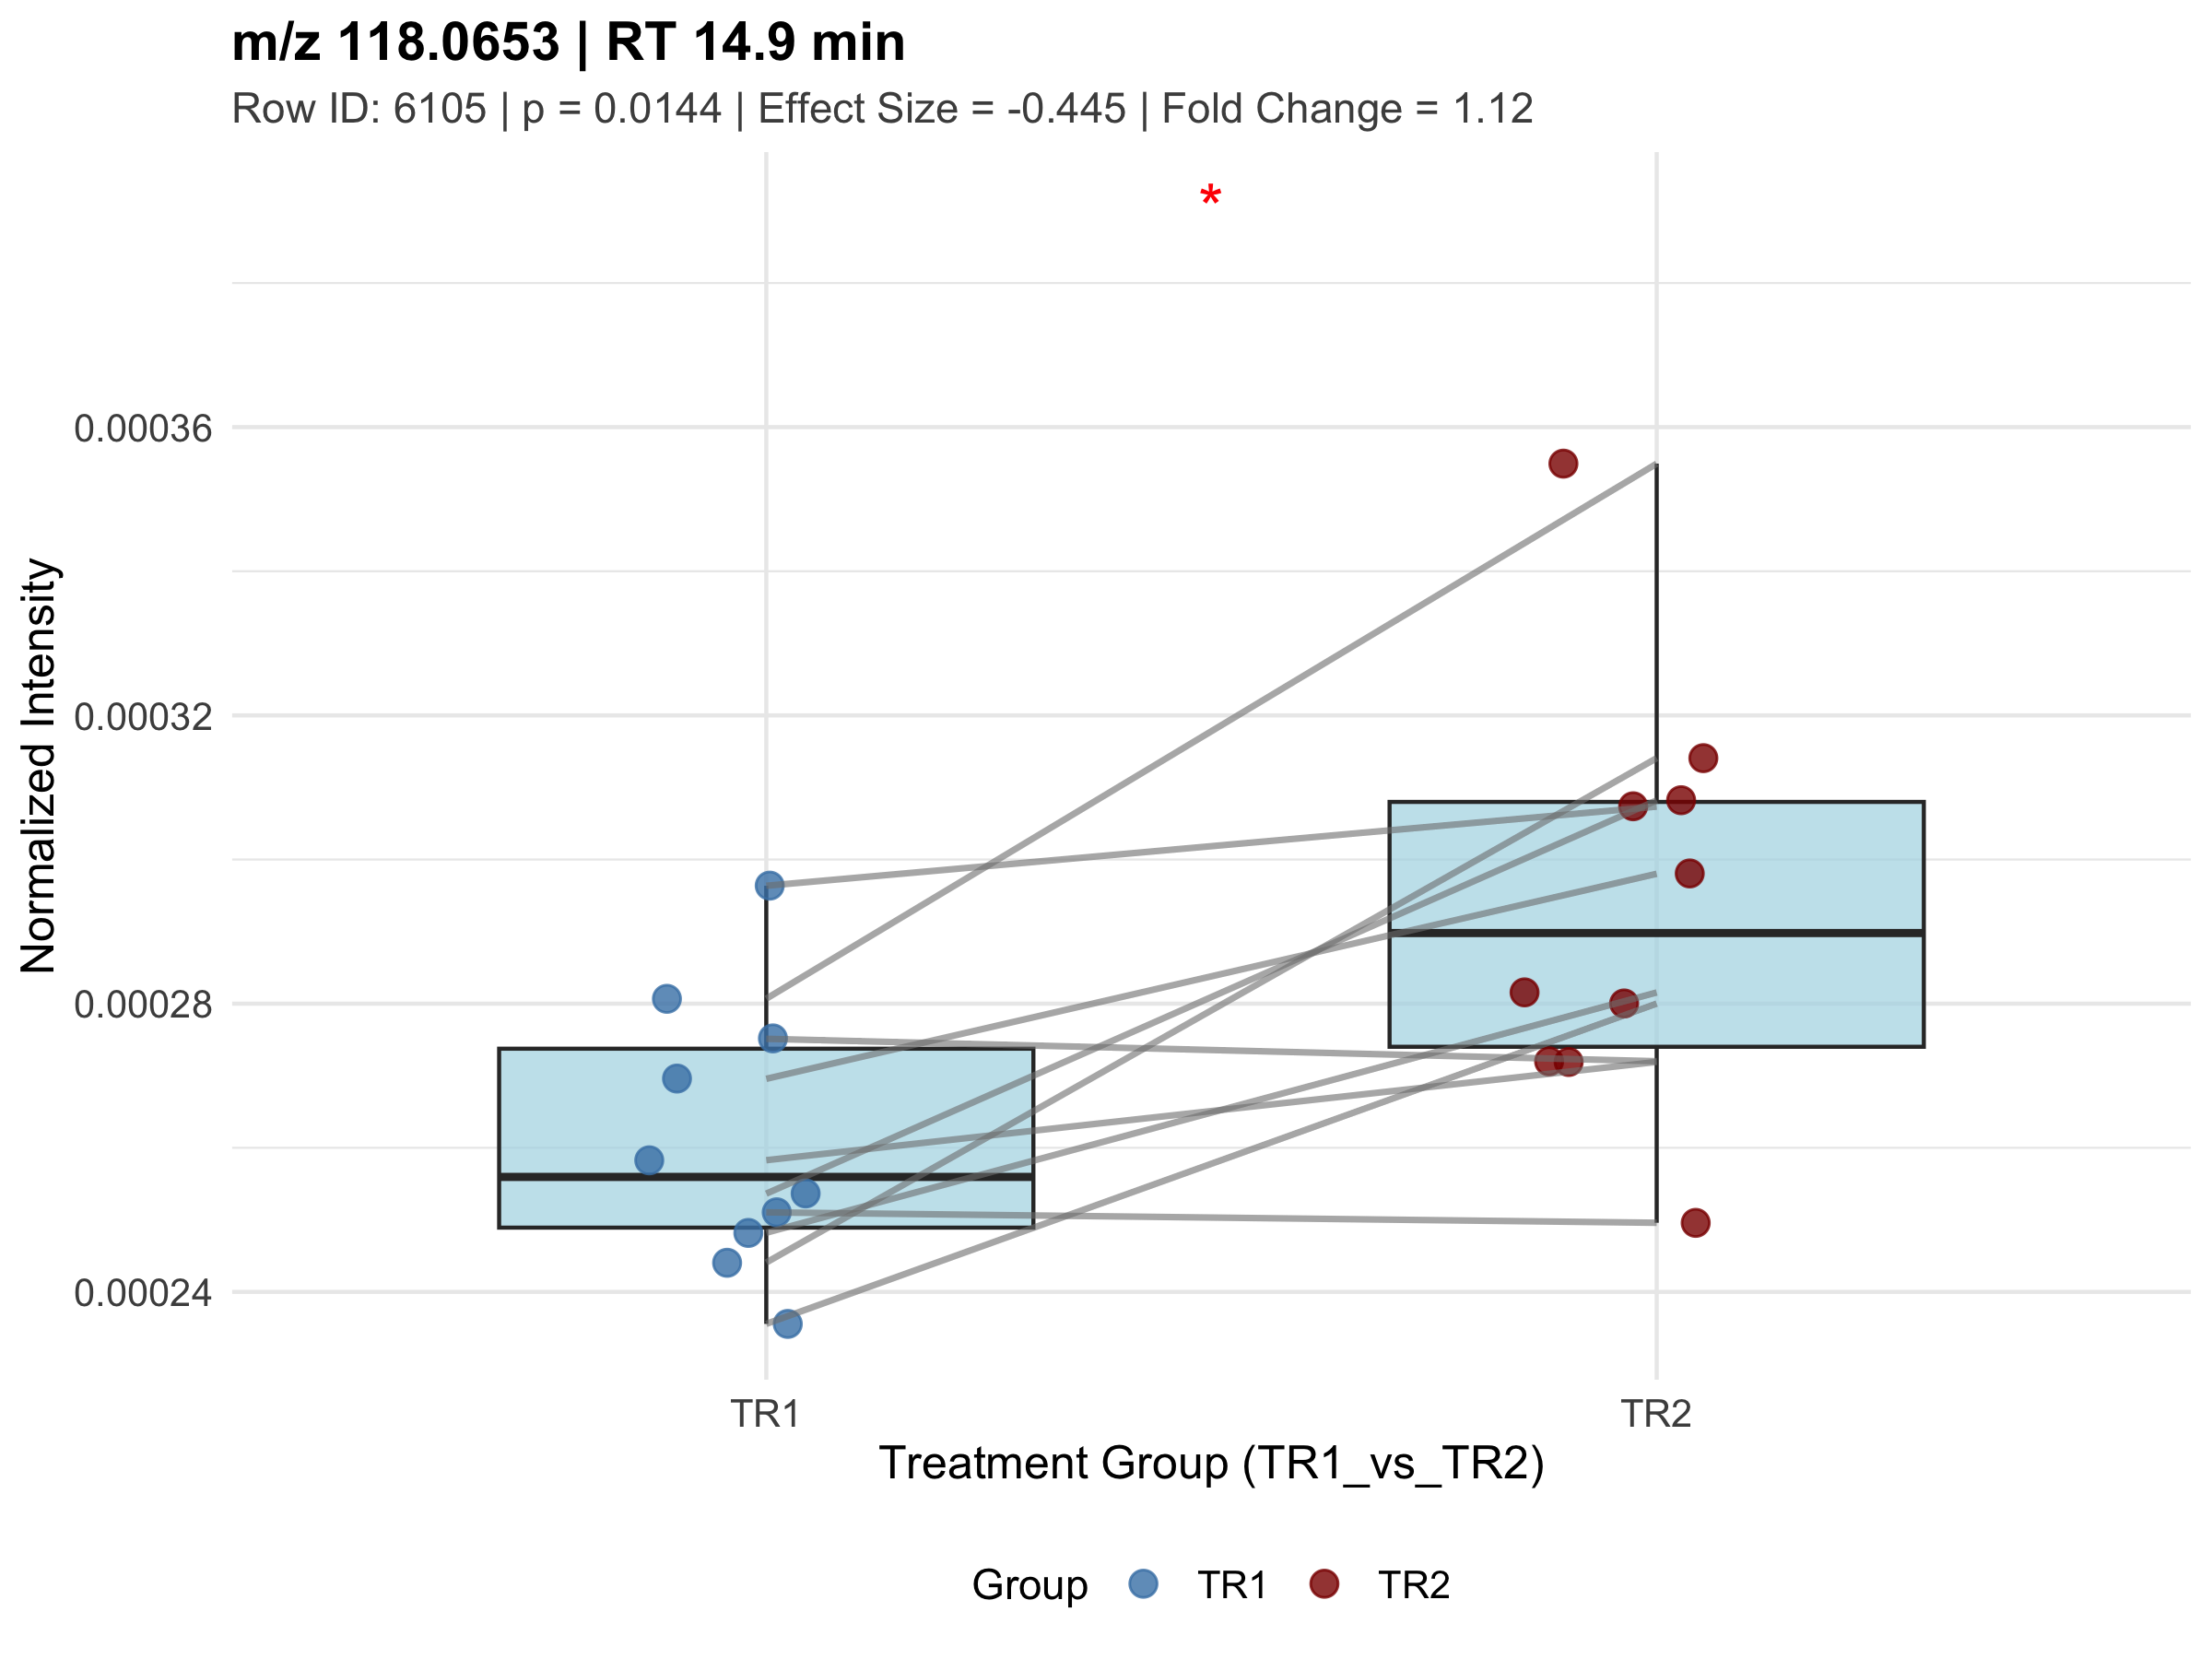 m/z 118.0653 | RT 14.9 min
Row ID: 6105 | p = 0.0144 | Effect Size = -0.445 | Fold Change = 1.12
*
Normalized Intensity
0.00036
0.00032
0.00028
0.00024
TR1 TR2
Treatment Group (TR1_vs_TR2)
Group TR1 TR2